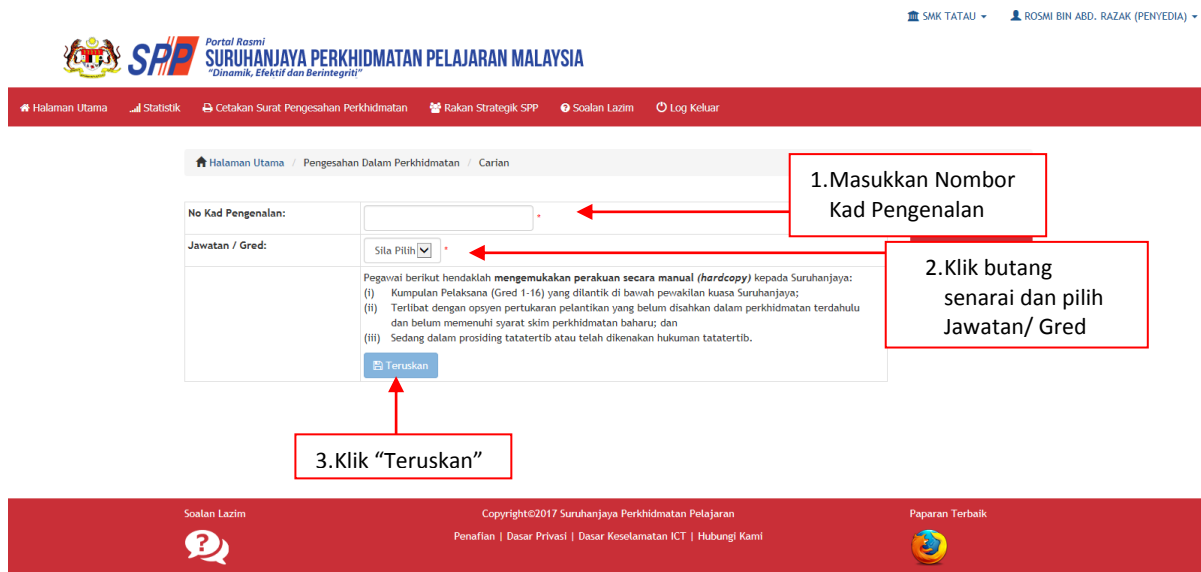 SMK TATAU
ROSMI BIN ABD. RAZAK (PENYEDIA)
SPP
Portal Rasmi
SURUHANJAYA PERKHIDMATAN PELAJARAN MALAYSIA
"Dinamik, Efektif dan Berintegriti"
Halaman Utama Statistik Cetakan Surat Pengesahan Perkhidmatan Rakan Strategik SPP Soalan Lazim Log Keluar
Halaman Utama / Pengesahan Dalam Perkhidmatan / Carian
1.Masukkan Nombor
Kad Pengenalan
No Kad Pengenalan: *
Jawatan / Gred: Sila Pilih *
2.Klik butang
senarai dan pilih
Jawatan/ Gred
Pegawai berikut hendaklah mengemukakan perakuan secara manual (hardcopy) kepada Suruhanjaya:
(i) Kumpulan Pelaksana (Gred 1-16) yang dilantik di bawah pewakilan kuasa Suruhanjaya;
(ii) Terlibat dengan opsyen pertukaran pelantikan yang belum disahkan dalam perkhidmatan terdahulu
dan belum memenuhi syarat skim perkhidmatan baharu; dan
(iii) Sedang dalam prosiding tatatertib atau telah dikenakan hukuman tatatertib.
Teruskan
3.Klik “Teruskan”
Soalan Lazim
Copyright©2017 Suruhanjaya Perkhidmatan Pelajaran
Penafian | Dasar Privasi | Dasar Keselamatan ICT | Hubungi Kami
Paparan Terbaik